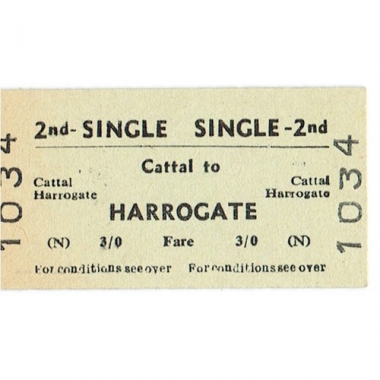 2nd- SINGLE SINGLE -2nd
Cattal to
Cattal Cattal
Harrogate Harrogate
HARROGATE
(N) 3/0 Fare 3/0 (N)
For conditions see over For conditions see over
1034
1034